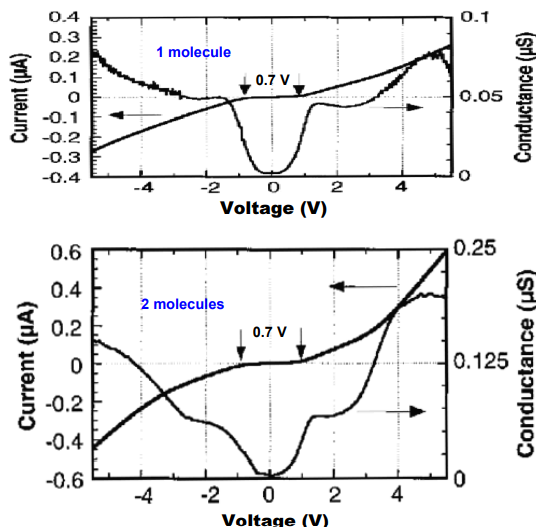 0.4
0.3
0.2
0.1
0
-0.1
-0.2
-0.3
-0.4
Current (µA)
1 molecule
0.7 V
0.1
0.05
0
Conductance (µS)
-4 -2 0 2 4
Voltage (V)
0.6
0.4
0.2
0
-0.2
-0.4
-0.6
Current (µA)
2 molecules
0.7 V
0.25
0.125
0
Conductance (µS)
-4 -2 0 2 4
Voltage (V)